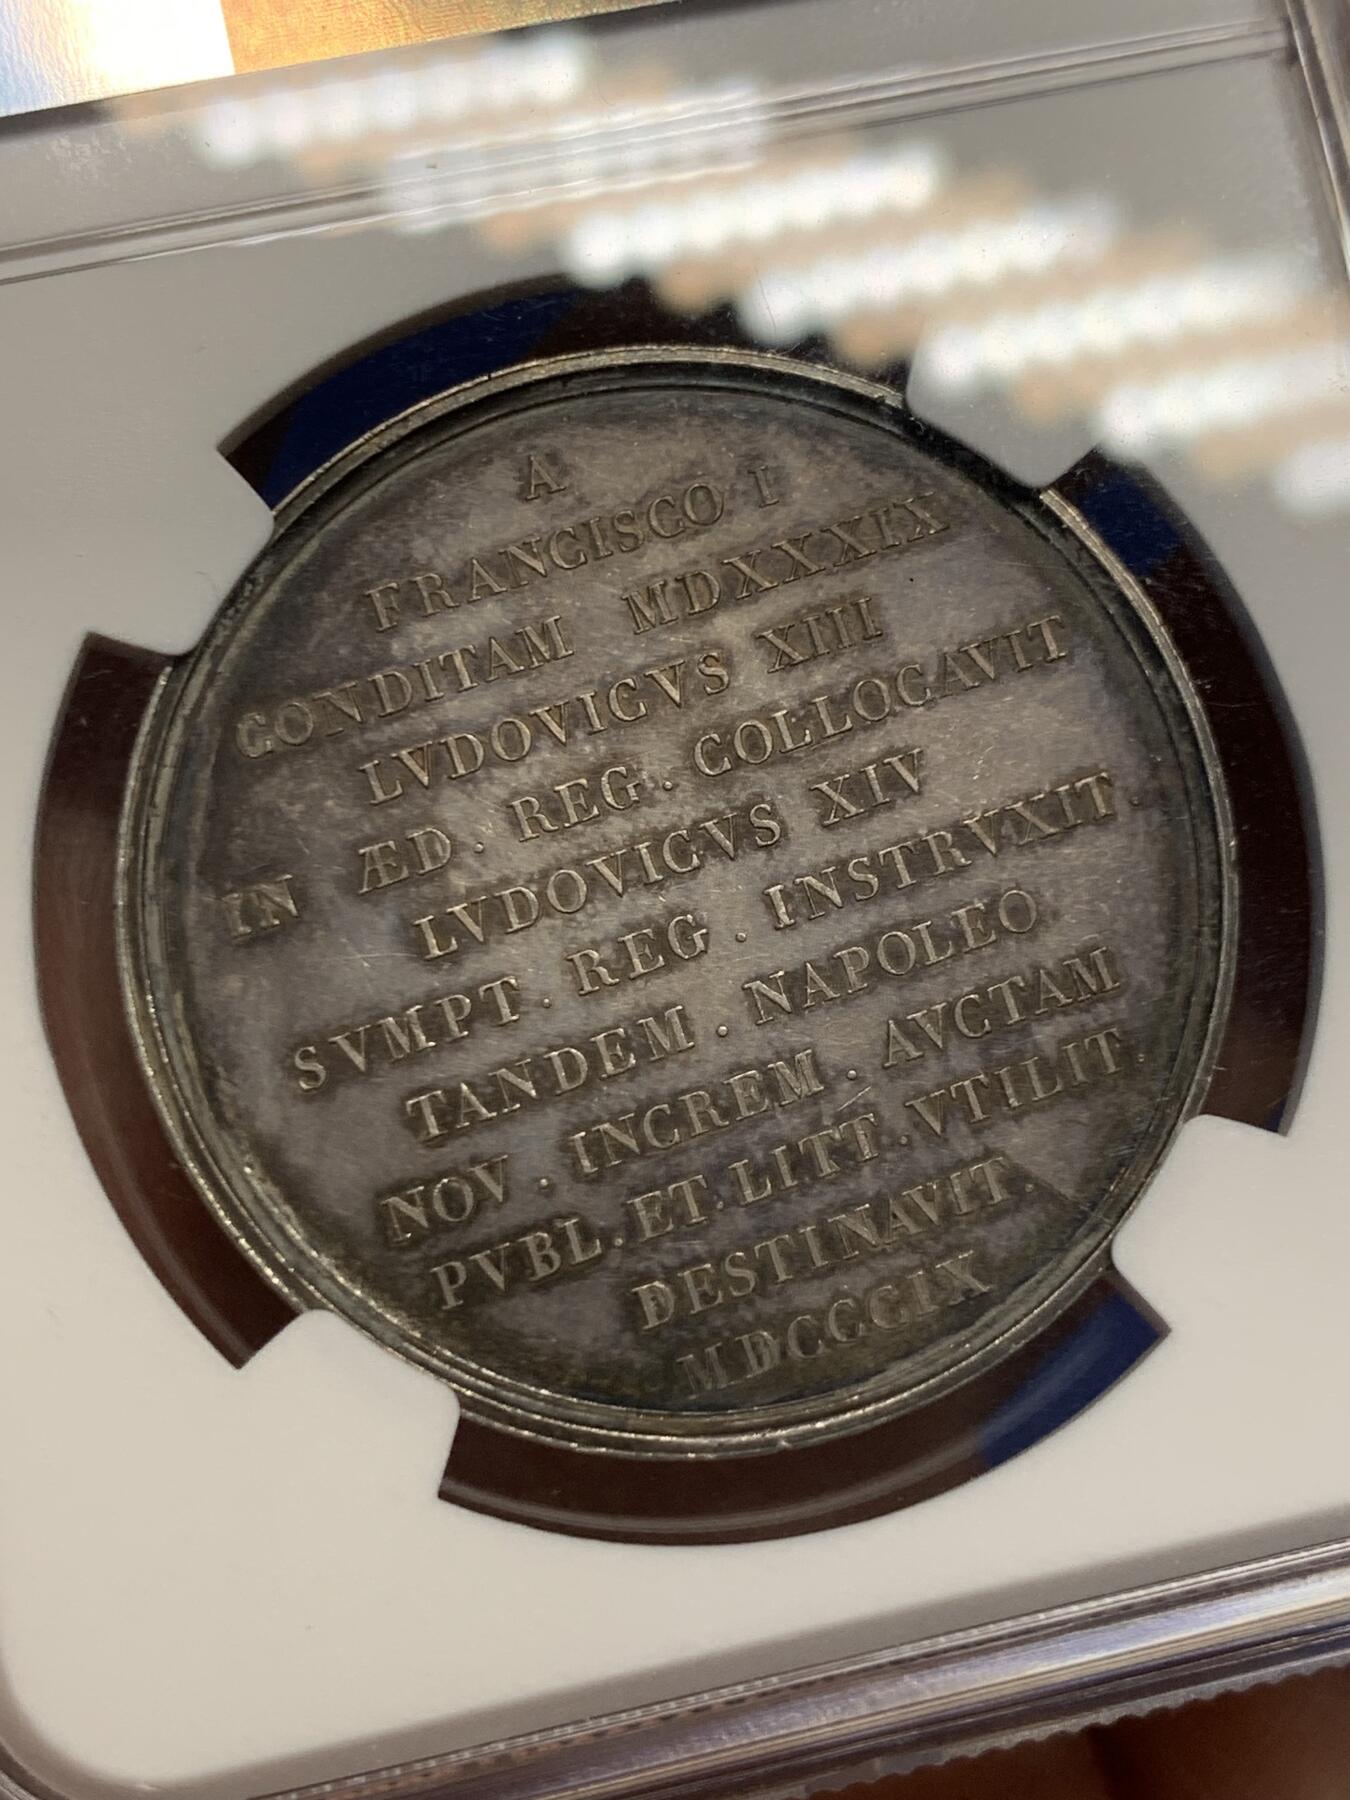 A
FRANCISCO I
CONDITAM MDXXXIX
LVDOVICVS XIII
IN ÆD . REG . COLLOCAVIT
LVDOVICVS XIV
SVMPT . REG . INSTRVXIT .
TANDEM . NAPOLEO
NOV . INCREM . AVCTAM
PVBL . ET . LITT . VTILIT .
DESTINAVIT .
MDCCCIX